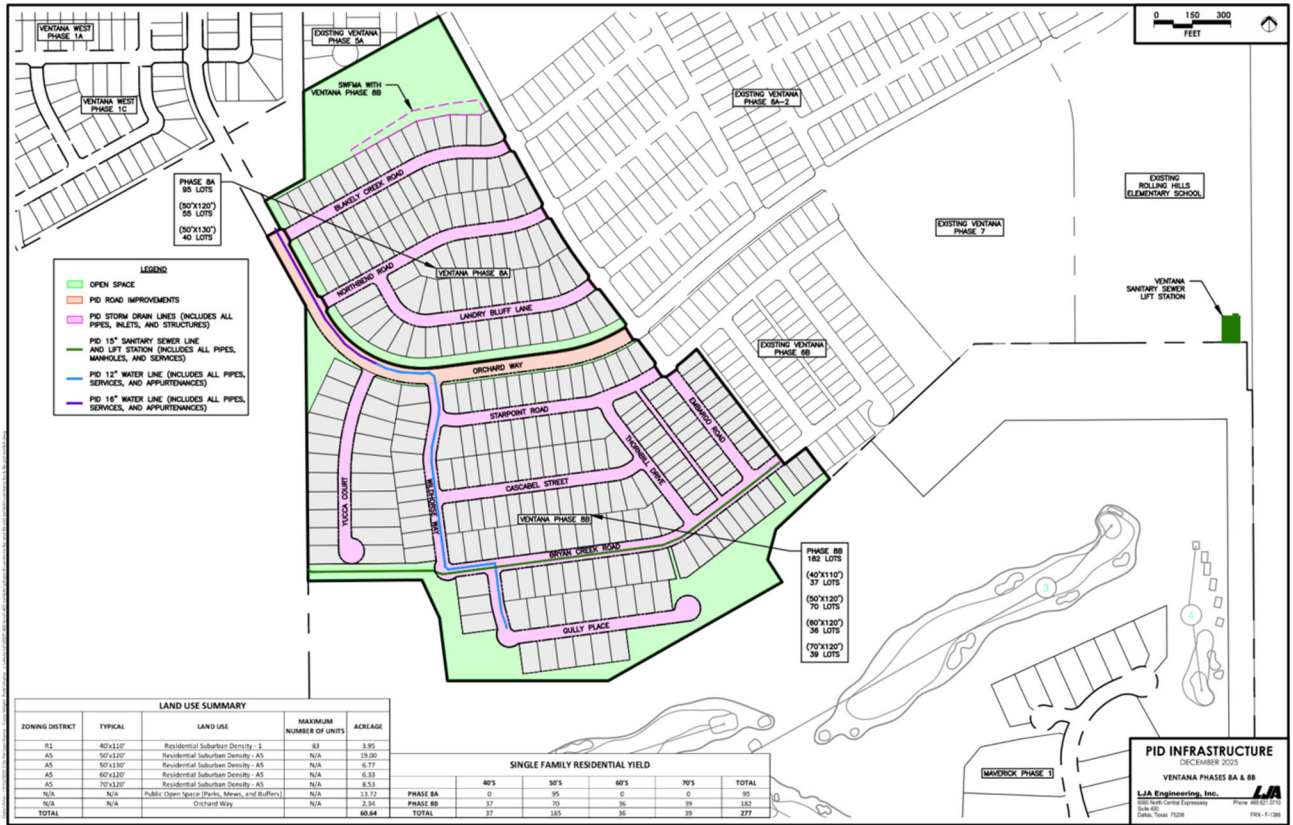 VENTANA WEST
PHASE 1A
EXISTING VENTANA
PHASE 5A
0 150 300
FEET
VENTANA WEST
PHASE 1C
SWFMA WITH
VENTANA PHASE 8B
EXISTING VENTANA
PHASE 6A-2
PHASE 8A
95 LOTS
(50'X120')
55 LOTS
(50'X130')
40 LOTS
BLAKELY CREEK ROAD
EXISTING
ROLLING HILLS
ELEMENTARY SCHOOL
EXISTING VENTANA
PHASE 7
NORTHBEND ROAD
VENTANA PHASE 8A
LANDRY BLUFF LANE
VENTANA
SANITARY SEWER
LIFT STATION
LEGEND
OPEN SPACE
PID ROAD IMPROVEMENTS
PID STORM DRAIN LINES (INCLUDES ALL
PIPES, INLETS, AND STRUCTURES)
PID 15" SANITARY SEWER LINE
AND LIFT STATION (INCLUDES ALL PIPES,
MANHOLES, AND SERVICES)
PID 12" WATER LINE (INCLUDES ALL PIPES,
SERVICES, AND APPURTENANCES)
PID 16" WATER LINE (INCLUDES ALL PIPES,
SERVICES, AND APPURTENANCES)
EXISTING VENTANA
PHASE 6B
ORCHARD WAY
STARPOINT ROAD
EMBARGO ROAD
THORNBILL DRIVE
YUCCA COURT
WILDHORSE WAY
CASCABEL STREET
VENTANA PHASE 8B
BRYAN CREEK ROAD
PHASE 8B
182 LOTS
(40'X110')
37 LOTS
(50'X120')
70 LOTS
(60'X120')
36 LOTS
(70'X120')
39 LOTS
GULLY PLACE
3
4
LAND USE SUMMARY
ZONING DISTRICT TYPICAL LAND USE MAXIMUM NUMBER OF UNITS ACREAGE
R1 40'x110' Residential Suburban Density - 1 83 3.95
A5 50'x120' Residential Suburban Density - A5 N/A 19.00
A5 50'x130' Residential Suburban Density - A5 N/A 6.77
A5 60'x120' Residential Suburban Density - A5 N/A 6.33
A5 70'x120' Residential Suburban Density - A5 N/A 8.53
N/A N/A Public Open Space (Parks, Mews, and Buffers) N/A 13.72
N/A N/A Orchard Way N/A 2.34
TOTAL 60.64
SINGLE FAMILY RESIDENTIAL YIELD
40'S 50'S 60'S 70'S TOTAL
PHASE 8A 0 95 0 0 95
PHASE 8B 37 70 36 39 182
TOTAL 37 165 36 39 277
MAVERICK PHASE 1
PID INFRASTRUCTURE
DECEMBER 2025
VENTANA PHASES 8A & 8B
LJA Engineering, Inc. LJA
6060 North Central Expressway Phone 469.621.0710
Suite 400
Dallas, Texas 75206 FRN - F-1386